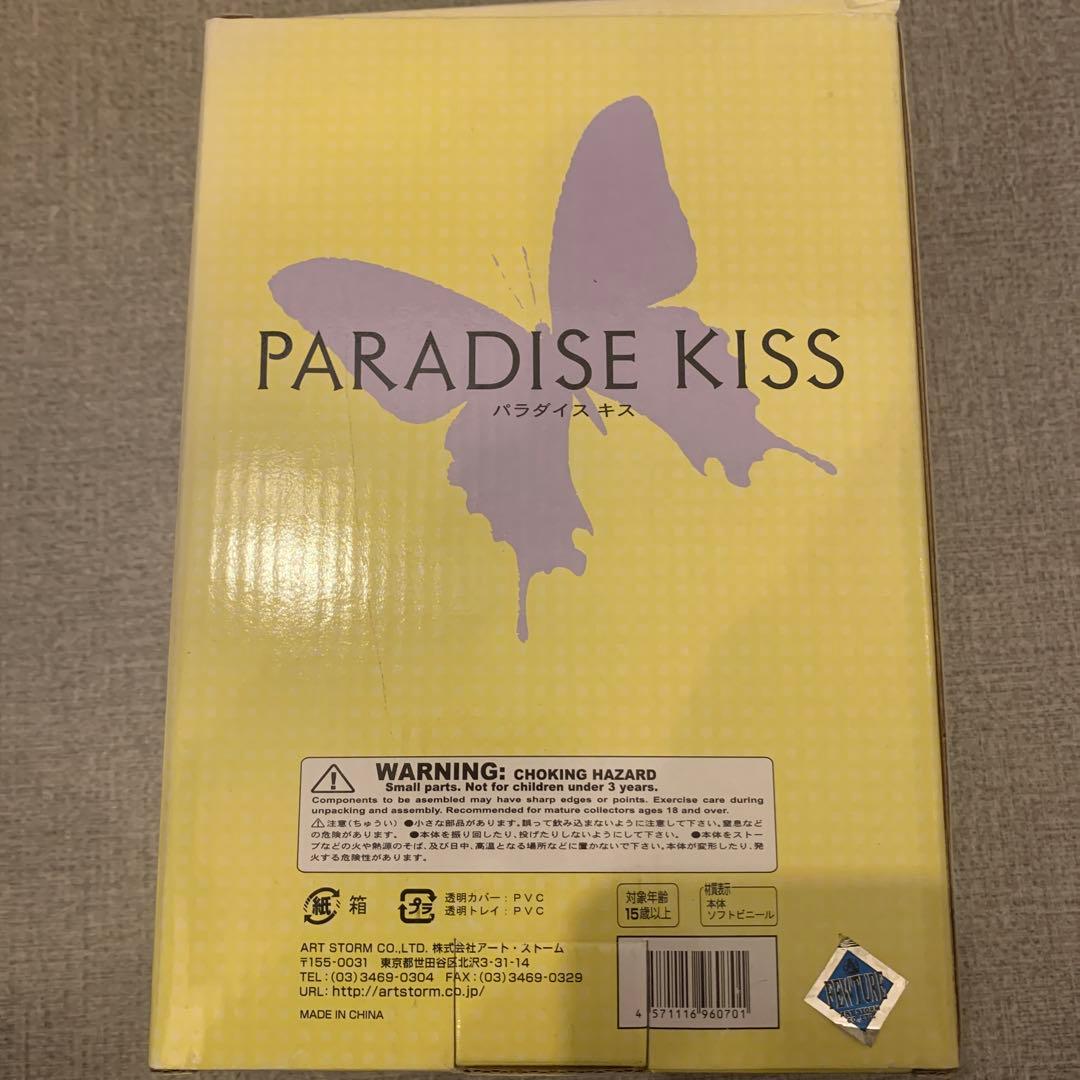 PARADISE KISS
パラダイス キス
WARNING: CHOKING HAZARD
Small parts. Not for children under 3 years.
Components to be asembled may have sharp edges or points. Exercise care during
unpacking and assembly. Recommended for mature collectors ages 18 and over.
⚠注意(ちゅうい) ●小さな部品があります。誤って飲み込まないように注意して下さい。窒息など
の危険があります。 ●本体を振り回したり、投げたりしないようにして下さい。 ●本体をストー
ブなどの火や熱源のそば、及び日中、高温となる場所などに置かないで下さい。本体が変形したり、発
火する危険性があります。
紙 箱
プラ
透明カバー：PVC
透明トレイ：PVC
対象年齢
15歳以上
材質表示
本体
ソフトビニール
ART STORM CO.,LTD. 株式会社アート・ストーム
〒155-0031 東京都世田谷区北沢3-31-14
TEL：(03)3469-0304 FAX：(03)3469-0329
URL: http://artstorm.co.jp/
MADE IN CHINA
4 571116 960701
FEWTURE